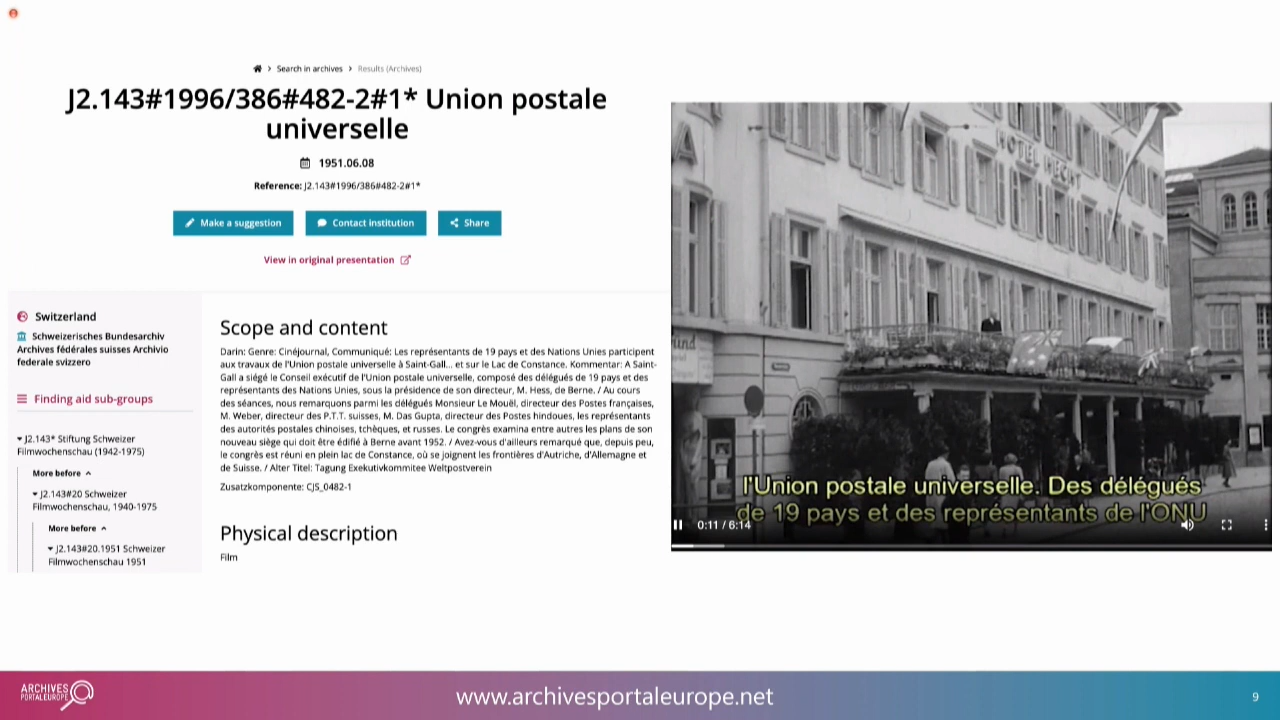 Search in archives > Results (Archives)
J2.143#1996/386#482-2#1* Union postale
universelle
1951.06.08
Reference: J2.143#1996/386#482-2#1*
Make a suggestion
Contact institution
Share
View in original presentation
Switzerland
Schweizerisches Bundesarchiv
Archives fédérales suisses Archivio
federale svizzero
Finding aid sub-groups
J2.143* Stiftung Schweizer
Filmwochenschau (1942-1975)
More before
J2.143#20 Schweizer
Filmwochenschau, 1940-1975
More before
J2.143#20.1951 Schweizer
Filmwochenschau 1951
Scope and content
Darin: Genre: Cinéjournal, Communiqué: Les représentants de 19 pays et des Nations Unies participent
aux travaux de l'Union postale universelle à Saint-Gall... et sur le Lac de Constance. Kommentar: A Saint-
Gall a siégé le Conseil exécutif de l'Union postale universelle, composé des délégués de 19 pays et des
représentants des Nations Unies, sous la présidence de son directeur, M. Hess, de Berne. / Au cours
des séances, nous remarquons parmi les délégués Monsieur Le Mouël, directeur des Postes françaises,
M. Weber, directeur des P.T.T. suisses, M. Das Gupta, directeur des Postes hindoues, les représentants
des autorités postales chinoises, tchèques, et russes. Le congrès examina entre autres les plans de son
nouveau siège qui doit être édifié à Berne avant 1952. / Avez-vous d'ailleurs remarqué que, depuis peu,
le congrès est réuni en plein lac de Constance, où se joignent les frontières d'Autriche, d'Allemagne et
de Suisse. / Alter Titel: Tagung Exekutivkommitee Weltpostverein
Zusatzkomponente: CJS_0482-1
Physical description
Film
HOTEL HECHT
l'Union postale universelle. Des délégués
de 19 pays et des représentants de l'ONU
0:11 / 6:14
ARCHIVES
PORTALEUROPE
www.archivesportaleurope.net
9